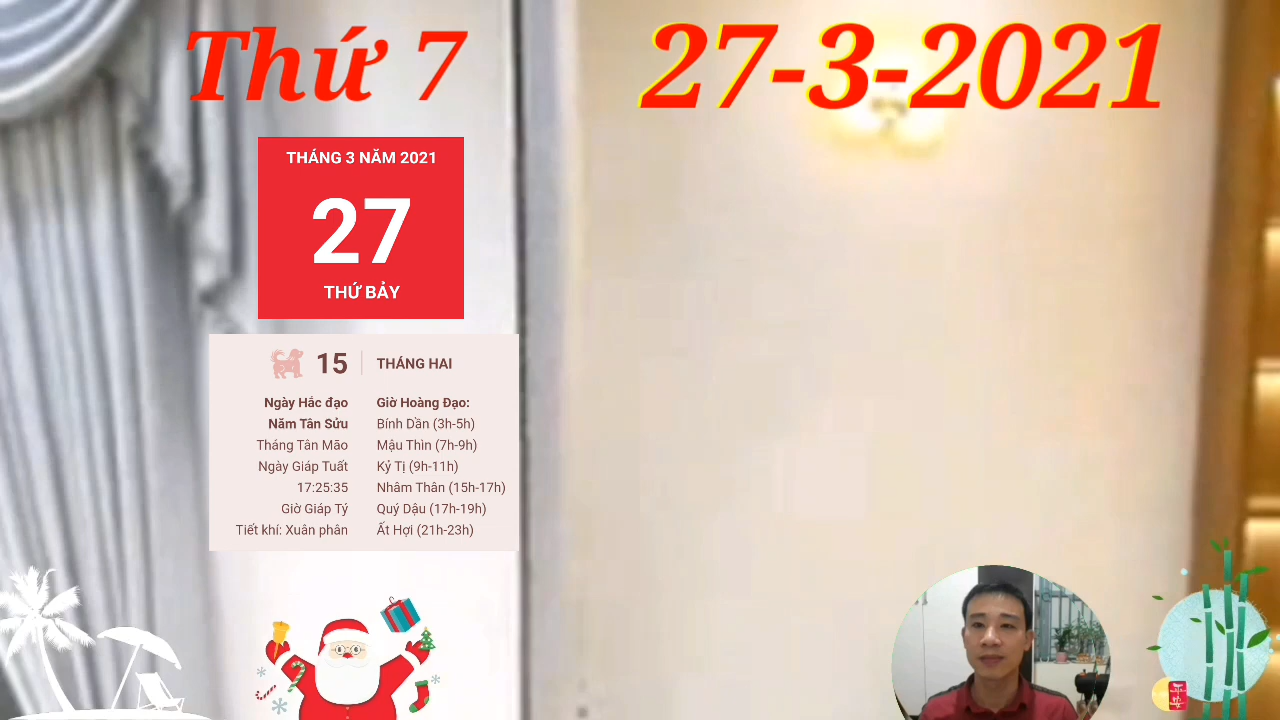 Thứ 7
27-3-2021
THÁNG 3 NĂM 2021
27
THỨ BẢY
15
THÁNG HAI
Ngày Hắc đạo
Năm Tân Sửu
Tháng Tân Mão
Ngày Giáp Tuất
17:25:35
Giờ Giáp Tý
Tiết khí: Xuân phân
Giờ Hoàng Đạo:
Bính Dần (3h-5h)
Mậu Thìn (7h-9h)
Kỷ Tị (9h-11h)
Nhâm Thân (15h-17h)
Quý Dậu (17h-19h)
Ất Hợi (21h-23h)